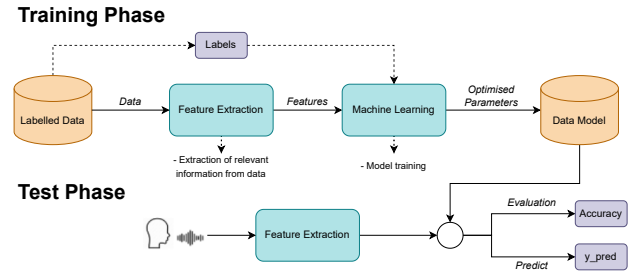 Training Phase
Labels
Labelled Data
Data
Feature Extraction
Features
Machine Learning
Optimised
Parameters
Data Model
- Extraction of relevant
information from data
- Model training
Test Phase
Feature Extraction
Evaluation
Accuracy
Predict
y_pred